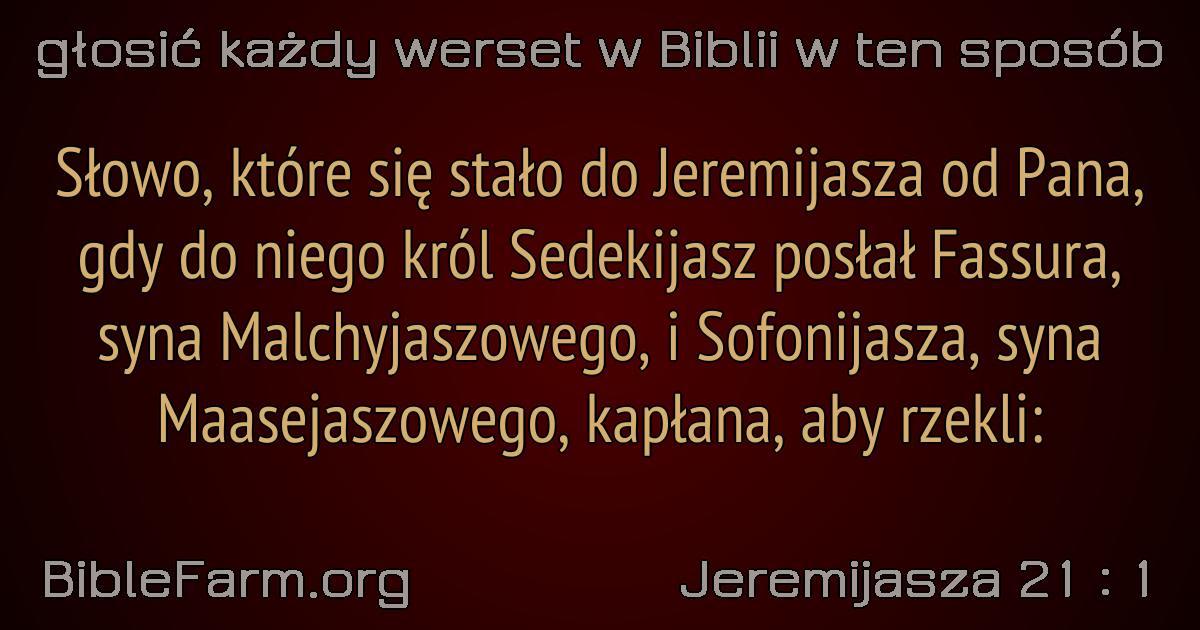 głosić każdy werset w Biblii w ten sposób
Słowo, które się stało do Jeremijasza od Pana,
gdy do niego król Sedekijasz posłał Fassura,
syna Malchyjaszowego, i Sofonijasza, syna
Maasejaszowego, kapłana, aby rzekli:
BibleFarm.org
Jeremijasza 21 : 1